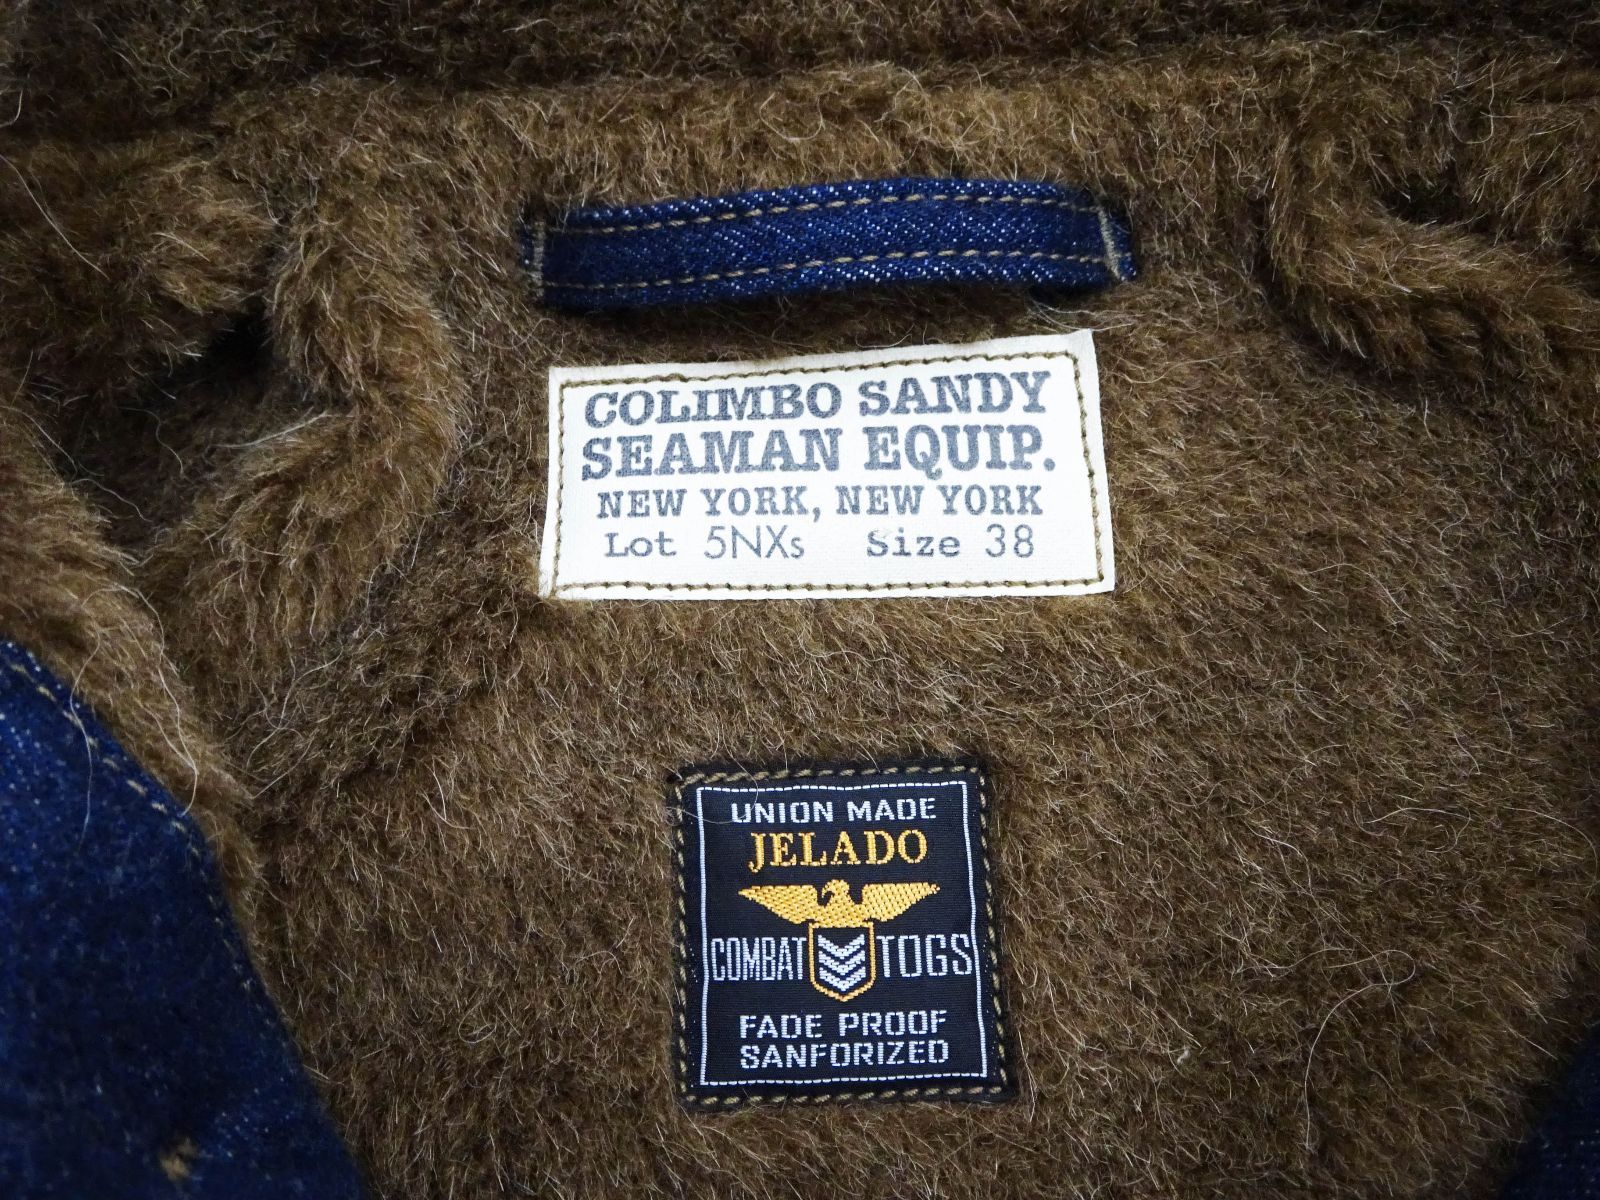 COLIMBO SANDY
SEAMAN EQUIP.
NEW YORK, NEW YORK
Lot 5NXs Size 38
UNION MADE
JELADO
COMBAT TOGS
FADE PROOF
SANFORIZED